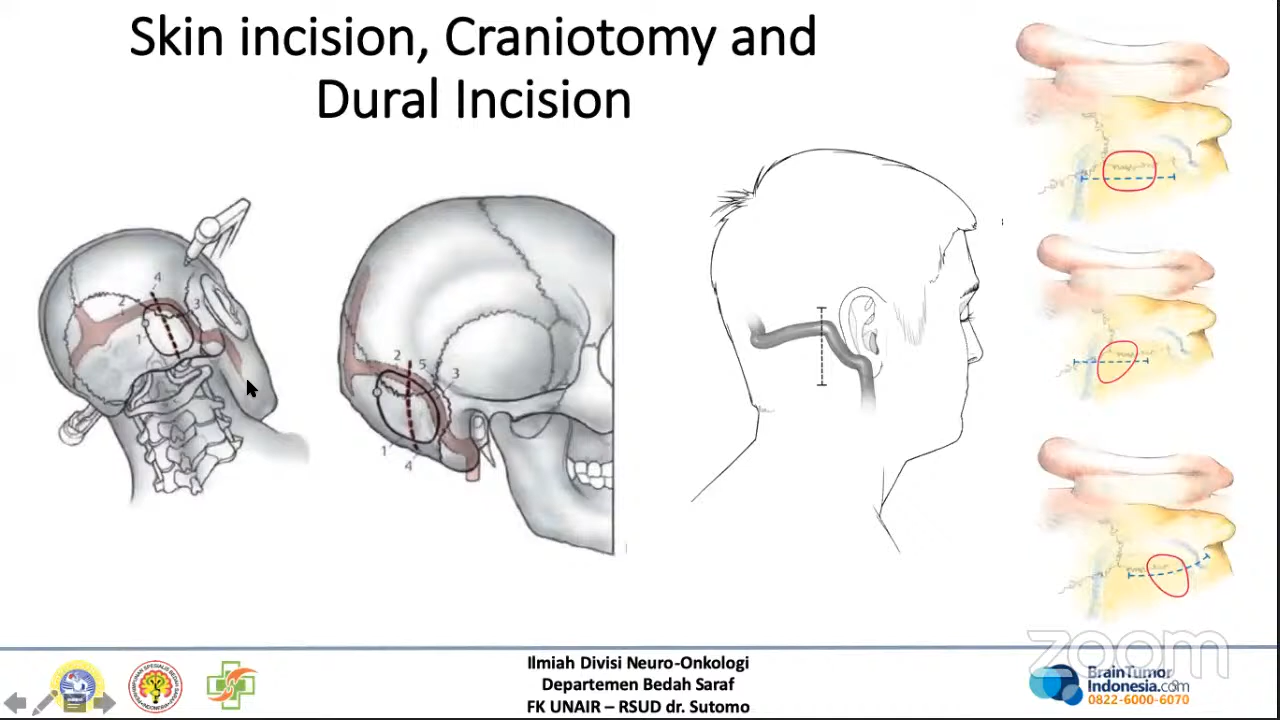 Skin incision, Craniotomy and
Dural Incision
4
2
3
1
2
5
3
1
4
Ilmiah Divisi Neuro-Onkologi
Departemen Bedah Saraf
FK UNAIR – RSUD dr. Sutomo
zoom
BrainTumor
Indonesia.com
0822-6000-6070